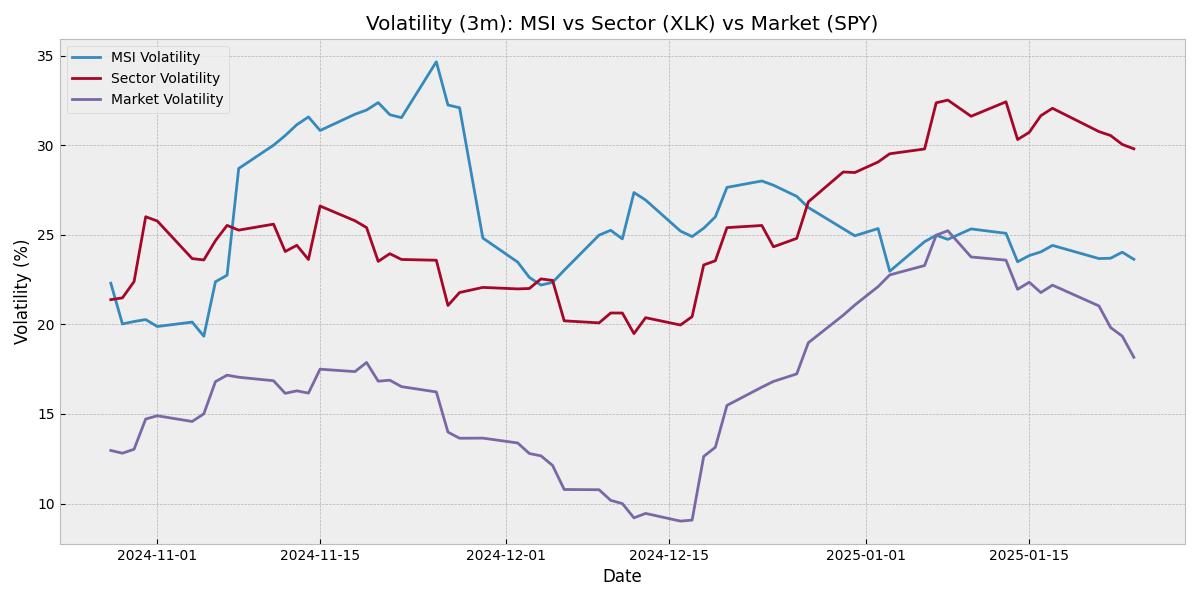 Volatility (3m): MSI vs Sector (XLK) vs Market (SPY)
MSI Volatility
Sector Volatility
Market Volatility
Volatility (%)
35
30
25
20
15
10
2024-11-01
2024-11-15
2024-12-01
2024-12-15
2025-01-01
2025-01-15
Date